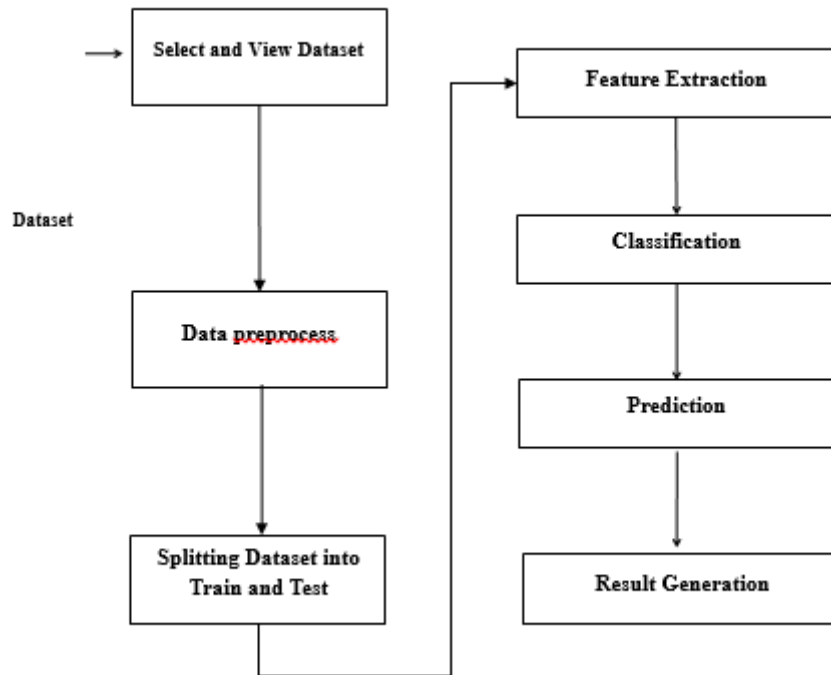 Select and View Dataset
Dataset
Data preprocess
Splitting Dataset into
Train and Test
Feature Extraction
Classification
Prediction
Result Generation